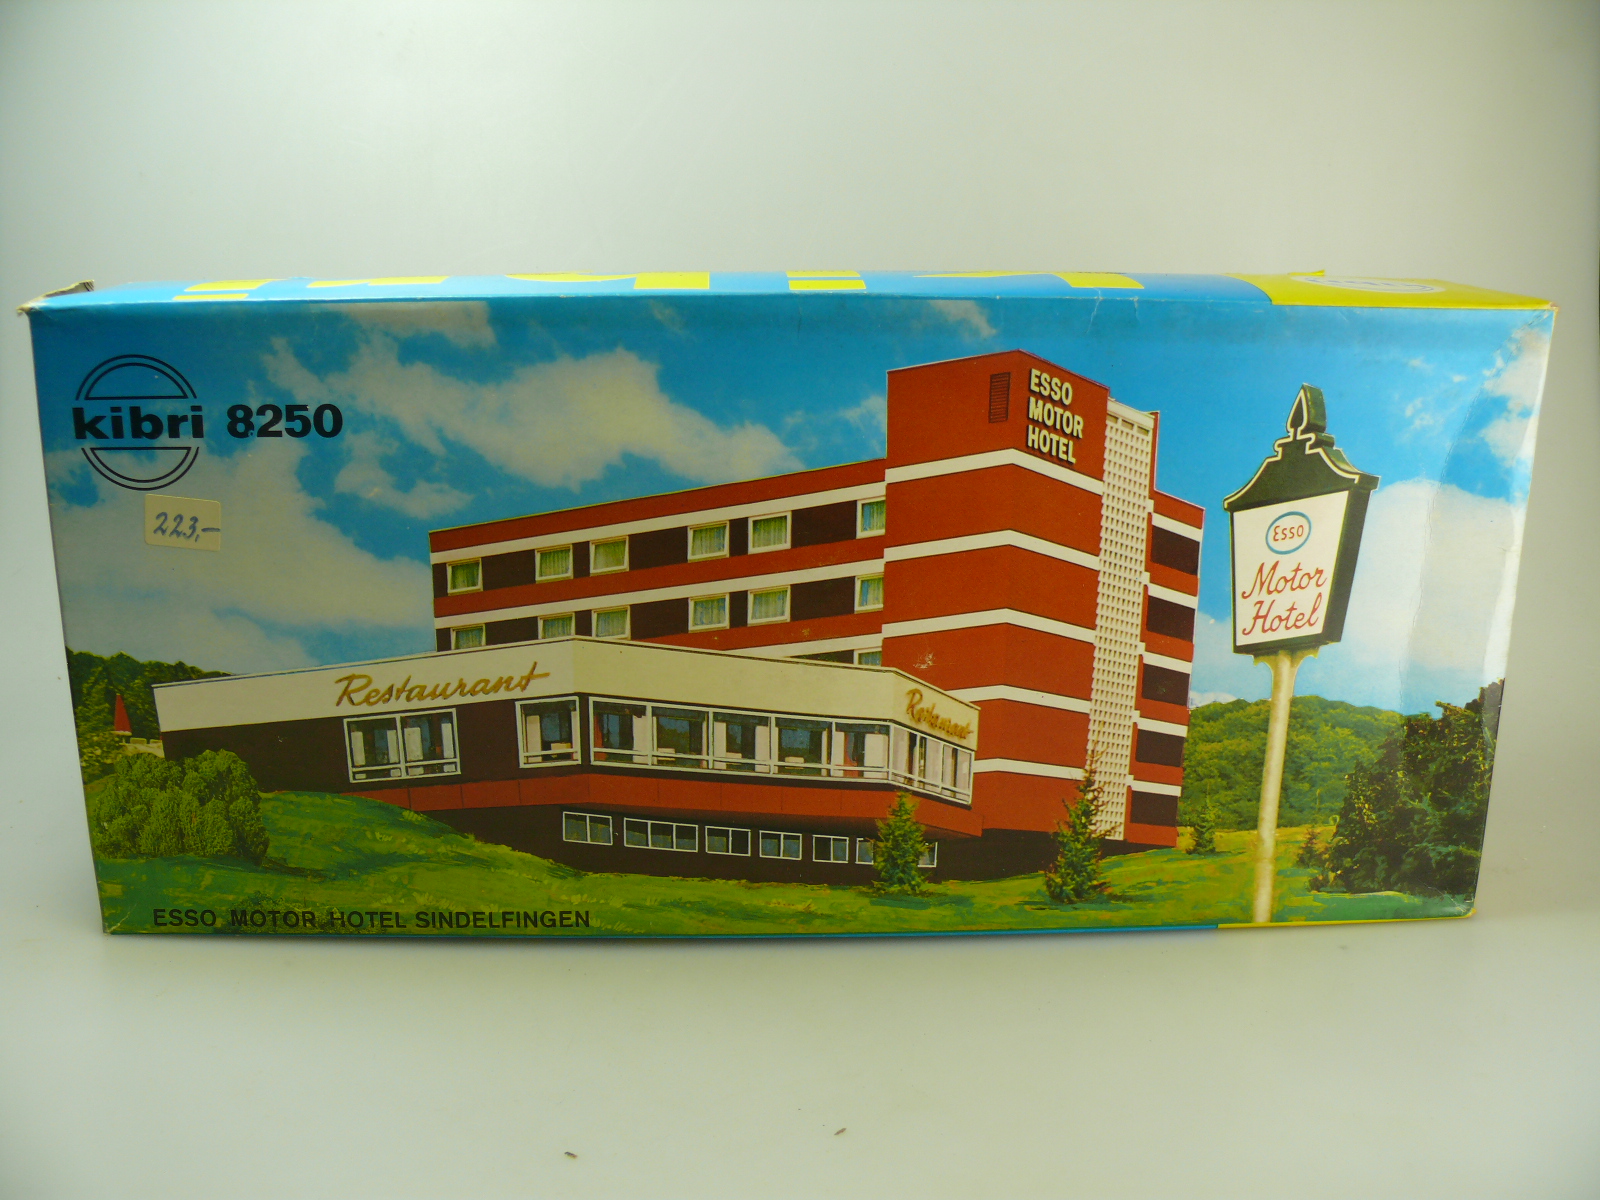 kibri 8250
223,-
ESSO
MOTOR
HOTEL
Esso
Motor
Hotel
Restaurant
Restaurant
ESSO MOTOR HOTEL SINDELFINGEN